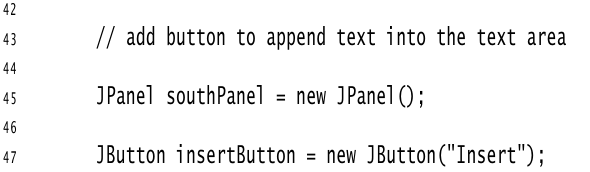 42
43 // add button to append text into the text area
44
45 JPanel southPanel = new JPanel();
46
47 JButton insertButton = new JButton("Insert");